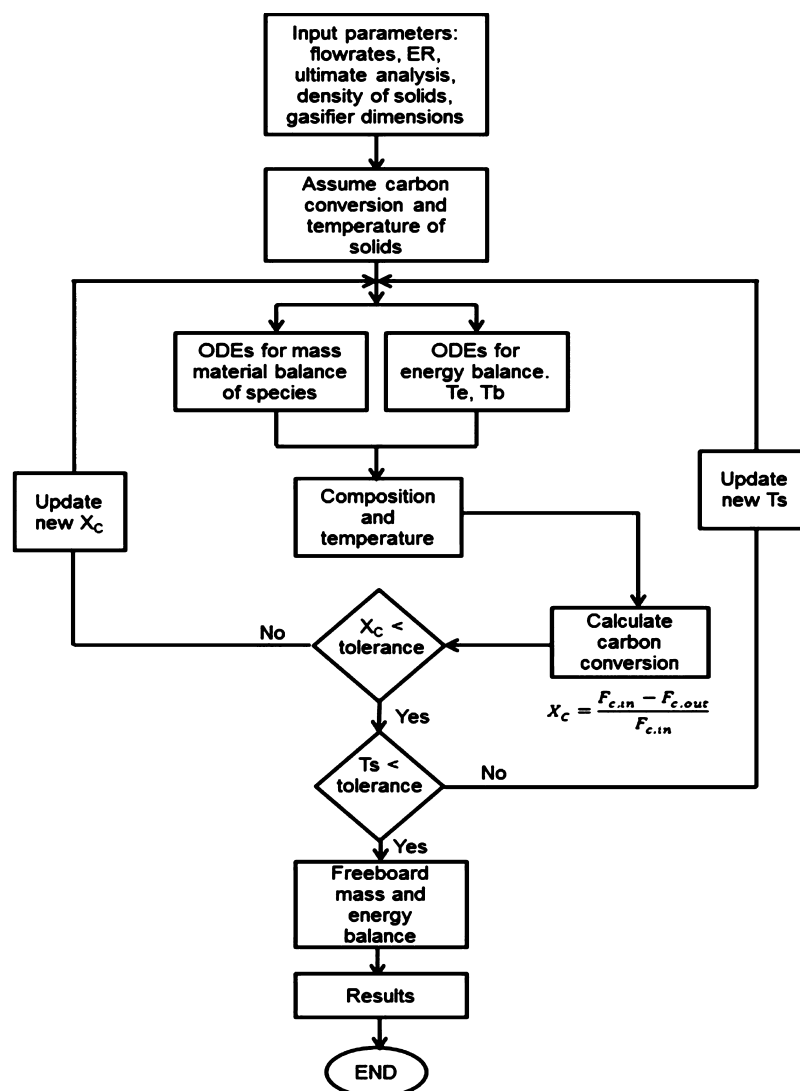 Input parameters:
flowrates, ER,
ultimate analysis,
density of solids,
gasifier dimensions
Assume carbon
conversion and
temperature of
solids
ODEs for mass
material balance
of species
ODEs for
energy balance.
Te, Tb
Update
new X_C
Composition
and
temperature
Update
new Ts
No
X_C <
tolerance
Calculate
carbon
conversion
X_C = (F_{c.in} − F_{c.out}) / F_{c.in}
Yes
Ts <
tolerance
No
Yes
Freeboard
mass and
energy
balance
Results
END